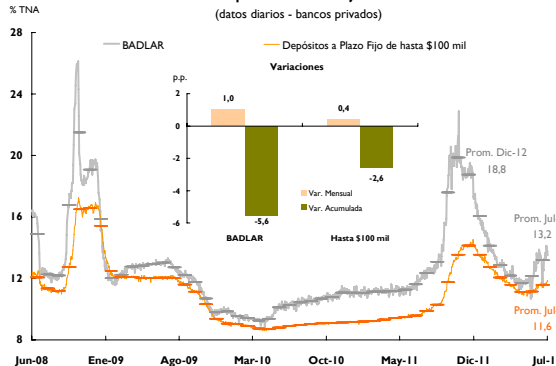 (datos diarios - bancos privados)
% TNA
28
BADLAR
Depósitos a Plazo Fijo de hasta $100 mil
Variaciones
p.p.
2
1,0
0,4
0
24
-2
-2,6
-4
Var. Mensual
Var. Acumulada
-5,6
-6
BADLAR
Hasta $100 mil
20
Prom. Dic-12
18,8
16
Prom. Jul
13,2
12
Prom. Jul
11,6
8
Jun-08
Ene-09
Ago-09
Mar-10
Oct-10
May-11
Dic-11
Jul-1